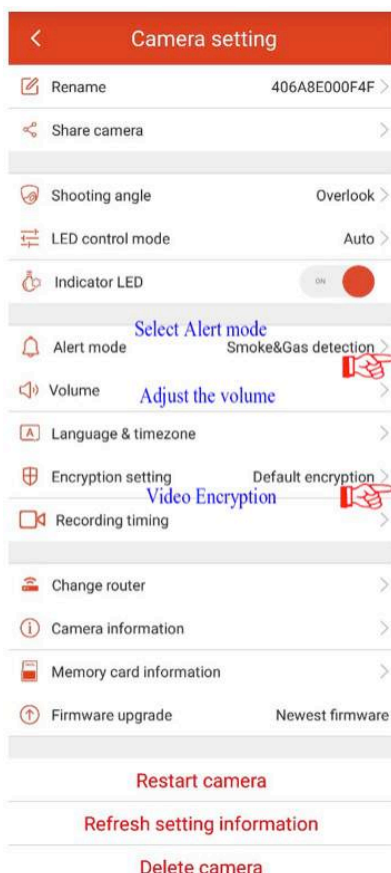 Camera setting
Rename 406A8E000F4F
Share camera
Shooting angle Overlook
LED control mode Auto
Indicator LED ON
Select Alert mode
Alert mode Smoke&Gas detection
Volume
Adjust the volume
A Language & timezone
Encryption setting Default encryption
Video Encryption
Recording timing
Change router
Camera information
Memory card information
Firmware upgrade Newest firmware
Restart camera
Refresh setting information
Delete camera